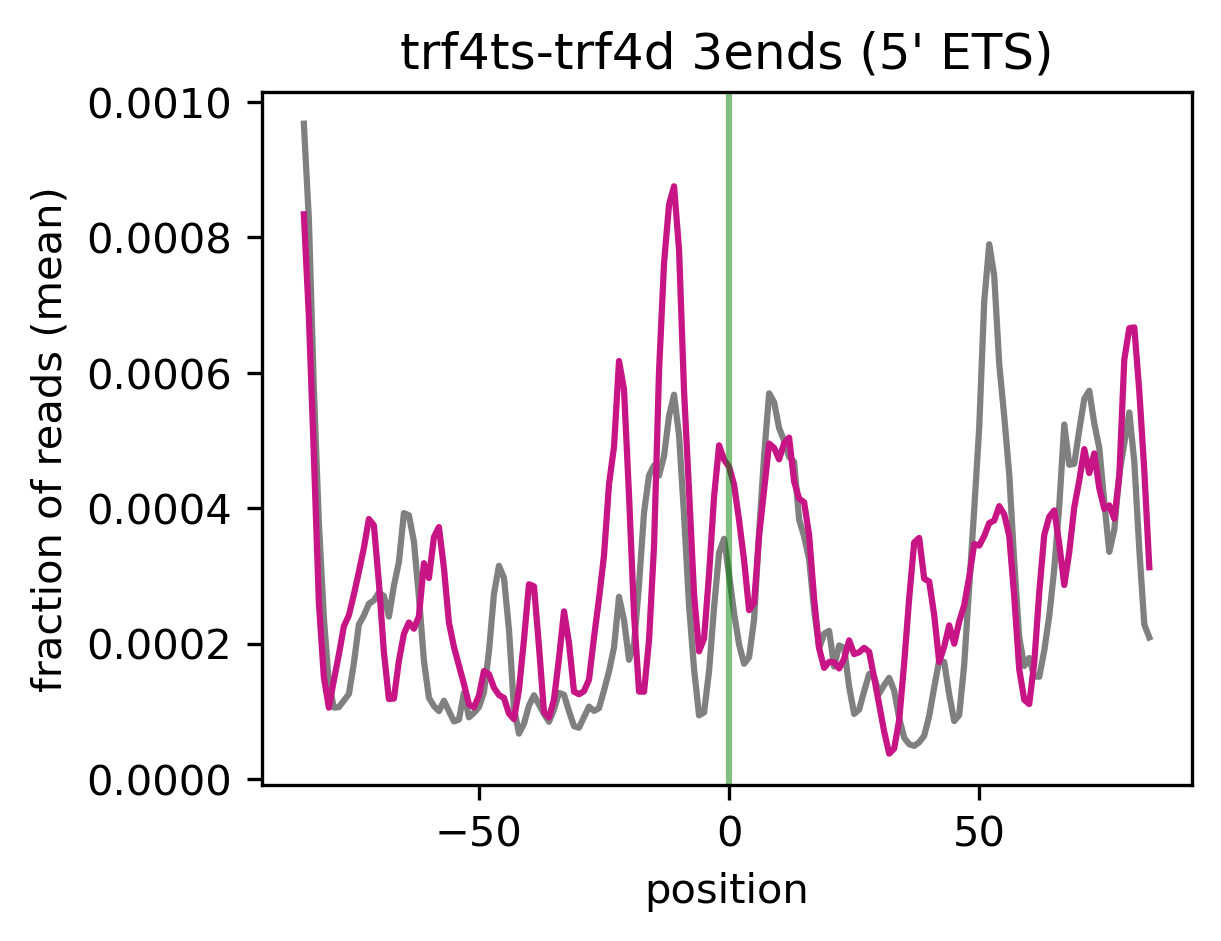 trf4ts-trf4d 3ends (5' ETS)
fraction of reads (mean)
0.0010
0.0008
0.0006
0.0004
0.0002
0.0000
−50 0 50
position